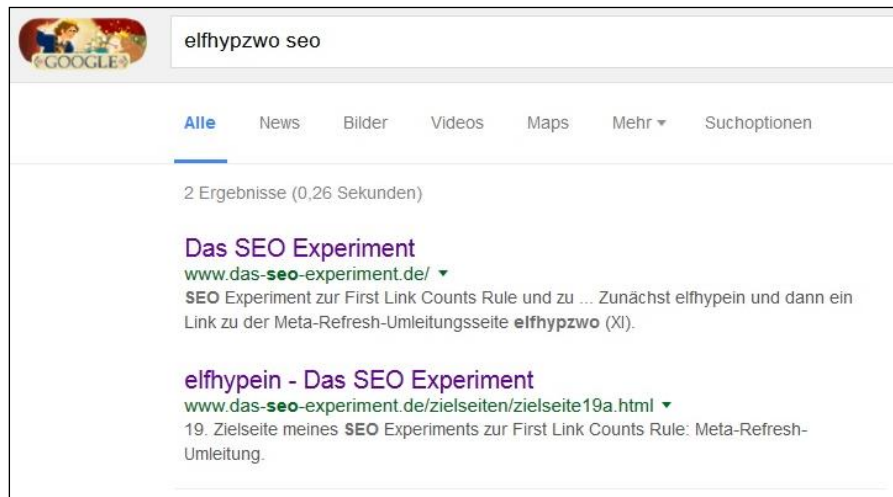 GOOGLE
elfhypzwo seo
Alle News Bilder Videos Maps Mehr Suchoptionen
2 Ergebnisse (0,26 Sekunden)
Das SEO Experiment
www.das-seo-experiment.de/
SEO Experiment zur First Link Counts Rule und zu ... Zunächst elfhypein und dann ein
Link zu der Meta-Refresh-Umleitungsseite elfhypzwo (XI).
elfhypein - Das SEO Experiment
www.das-seo-experiment.de/zielseiten/zielseite19a.html
19. Zielseite meines SEO Experiments zur First Link Counts Rule: Meta-Refresh-
Umleitung.